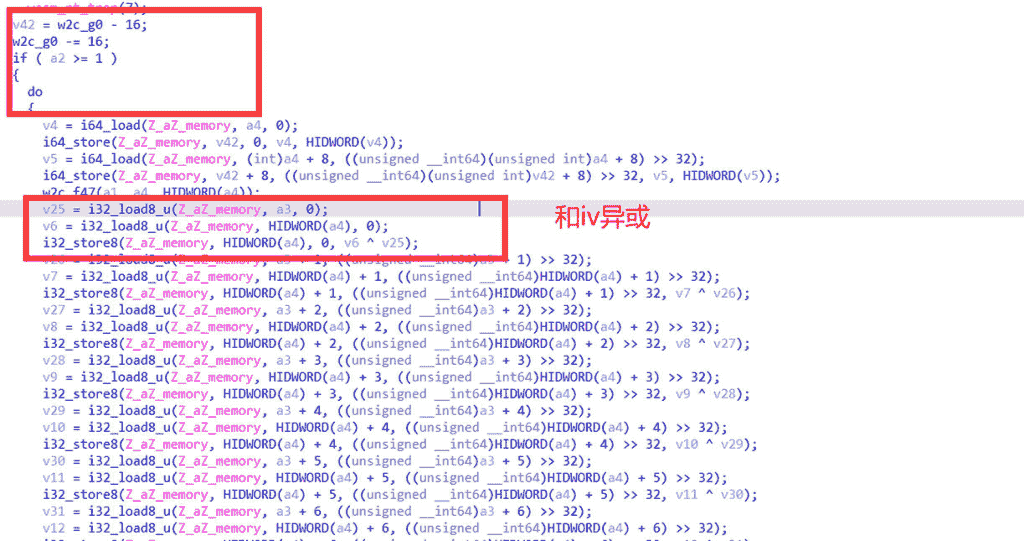 v42 = w2c_g0 - 16;
w2c_g0 -= 16;
if ( a2 >= 1 )
{
do
{
v4 = i64_load(Z_aZ_memory, a4, 0);
i64_store(Z_aZ_memory, v42, 0, v4, HIDWORD(v4));
v5 = i64_load(Z_aZ_memory, (int)a4 + 8, ((unsigned __int64)(unsigned int)a4 + 8) >> 32);
i64_store(Z_aZ_memory, v42 + 8, ((unsigned __int64)(unsigned int)v42 + 8) >> 32, v5, HIDWORD(v5));
w2c_f47(a1, a4, HIDWORD(a4));
v25 = i32_load8_u(Z_aZ_memory, a3, 0);
和iv异或
v6 = i32_load8_u(Z_aZ_memory, HIDWORD(a4), 0);
i32_store8(Z_aZ_memory, HIDWORD(a4), 0, v6 ^ v25);
+ 1) >> 32);
v7 = i32_load8_u(Z_aZ_memory, HIDWORD(a4) + 1, ((unsigned __int64)HIDWORD(a4) + 1) >> 32);
i32_store8(Z_aZ_memory, HIDWORD(a4) + 1, ((unsigned __int64)HIDWORD(a4) + 1) >> 32, v7 ^ v26);
v27 = i32_load8_u(Z_aZ_memory, a3 + 2, ((unsigned __int64)a3 + 2) >> 32);
v8 = i32_load8_u(Z_aZ_memory, HIDWORD(a4) + 2, ((unsigned __int64)HIDWORD(a4) + 2) >> 32);
i32_store8(Z_aZ_memory, HIDWORD(a4) + 2, ((unsigned __int64)HIDWORD(a4) + 2) >> 32, v8 ^ v27);
v28 = i32_load8_u(Z_aZ_memory, a3 + 3, ((unsigned __int64)a3 + 3) >> 32);
v9 = i32_load8_u(Z_aZ_memory, HIDWORD(a4) + 3, ((unsigned __int64)HIDWORD(a4) + 3) >> 32);
i32_store8(Z_aZ_memory, HIDWORD(a4) + 3, ((unsigned __int64)HIDWORD(a4) + 3) >> 32, v9 ^ v28);
v29 = i32_load8_u(Z_aZ_memory, a3 + 4, ((unsigned __int64)a3 + 4) >> 32);
v10 = i32_load8_u(Z_aZ_memory, HIDWORD(a4) + 4, ((unsigned __int64)HIDWORD(a4) + 4) >> 32);
i32_store8(Z_aZ_memory, HIDWORD(a4) + 4, ((unsigned __int64)HIDWORD(a4) + 4) >> 32, v10 ^ v29);
v30 = i32_load8_u(Z_aZ_memory, a3 + 5, ((unsigned __int64)a3 + 5) >> 32);
v11 = i32_load8_u(Z_aZ_memory, HIDWORD(a4) + 5, ((unsigned __int64)HIDWORD(a4) + 5) >> 32);
i32_store8(Z_aZ_memory, HIDWORD(a4) + 5, ((unsigned __int64)HIDWORD(a4) + 5) >> 32, v11 ^ v30);
v31 = i32_load8_u(Z_aZ_memory, a3 + 6, ((unsigned __int64)a3 + 6) >> 32);
v12 = i32_load8_u(Z_aZ_memory, HIDWORD(a4) + 6, ((unsigned __int64)HIDWORD(a4) + 6) >> 32);